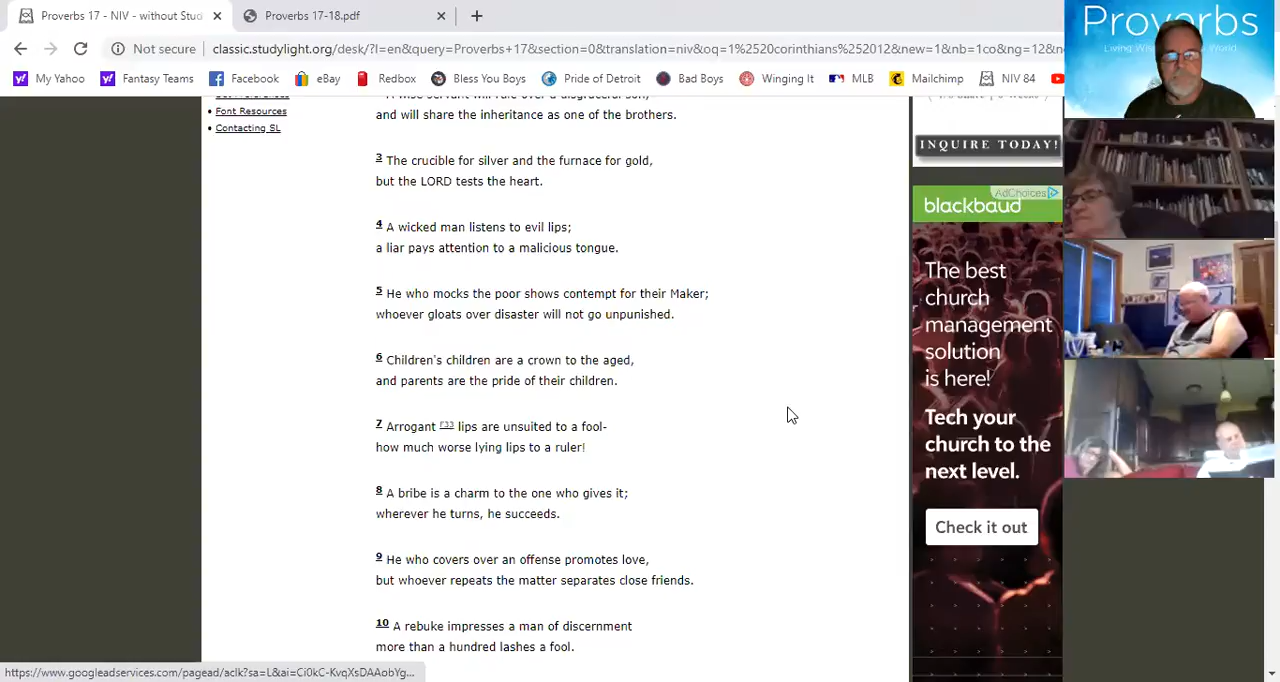 Proverbs 17 - NIV - without Stud
Proverbs 17-18.pdf
Not secure
classic.studylight.org/desk/?l=en&query=Proverbs+17&section=0&translation=niv&oq=1%2520corinthians%252012&new=1&nb=1co&ng=12&n
My Yahoo
Fantasy Teams
Facebook
eBay
Redbox
Bless You Boys
Pride of Detroit
Bad Boys
Winging It
MLB
Mailchimp
NIV 84
Proverbs
• Font Resources
• Contacting SL
A wise servant will rule over a disgraceful son,
and will share the inheritance as one of the brothers.
3 The crucible for silver and the furnace for gold,
but the LORD tests the heart.
4 A wicked man listens to evil lips;
a liar pays attention to a malicious tongue.
5 He who mocks the poor shows contempt for their Maker;
whoever gloats over disaster will not go unpunished.
6 Children's children are a crown to the aged,
and parents are the pride of their children.
7 Arrogant F33 lips are unsuited to a fool-
how much worse lying lips to a ruler!
8 A bribe is a charm to the one who gives it;
wherever he turns, he succeeds.
9 He who covers over an offense promotes love,
but whoever repeats the matter separates close friends.
10 A rebuke impresses a man of discernment
more than a hundred lashes a fool.
INQUIRE TODAY!
AdChoices
blackbaud
The best
church
management
solution
is here!
Tech your
church to the
next level.
Check it out
https://www.googleadservices.com/pagead/aclk?sa=L&ai=Ci0kC-KvqXsDAAobYg...